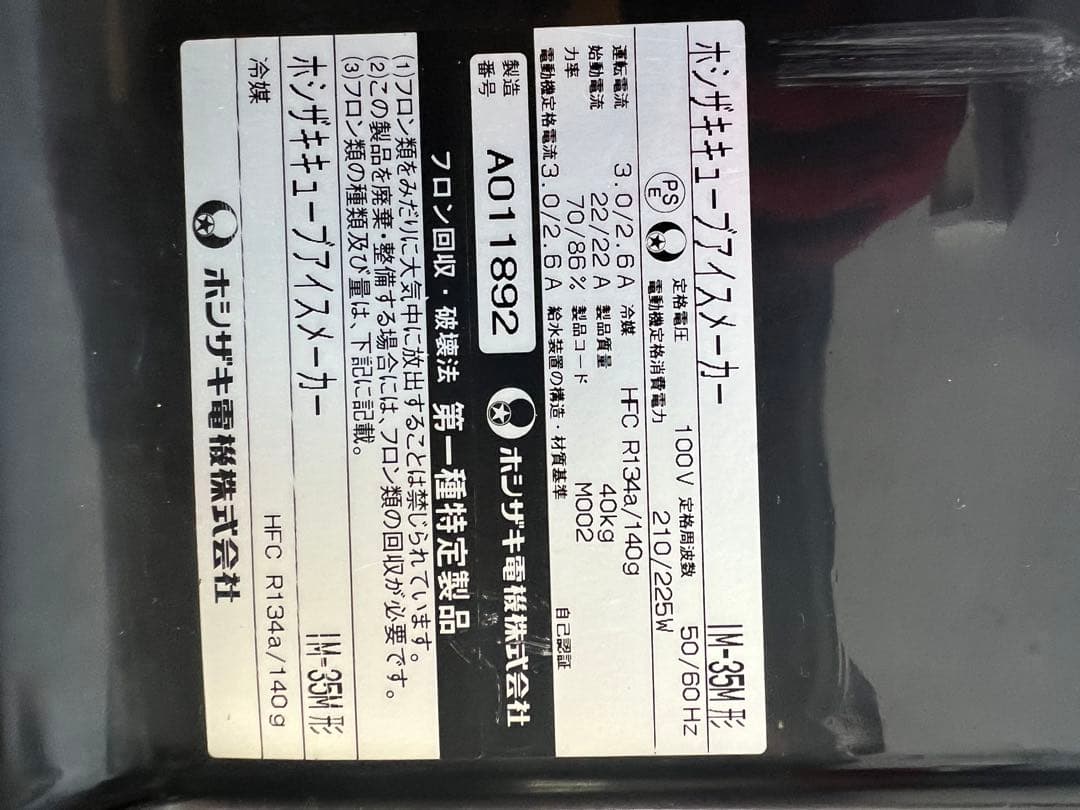 ホシザキキューブアイスメーカー IM-35M形
定格電圧 100V 定格周波数 50/60Hz
電動機定格消費電力 210/225W
運転電流 3.0/2.6A 冷媒 HFC R134a/140g
始動電流 22/22 A 製品質量 40kg
力率 70/86% 製品コード M002
電動機定格電流 3.0/2.6 A 給水装置の構造・材質基準 自己認証
PS E
製造番号 A011892 ホシザキ電機株式会社
フロン回収・破壊法 第一種特定製品
(1)フロン類をみだりに大気中に放出することは禁じられています。
(2)この製品を廃棄・整備する場合には、フロン類の回収が必要です。
(3)フロン類の種類及び量は、下記に記載。
ホシザキキューブアイスメーカー IM-35M形
冷媒 HFC R134a/140g
ホシザキ電機株式会社